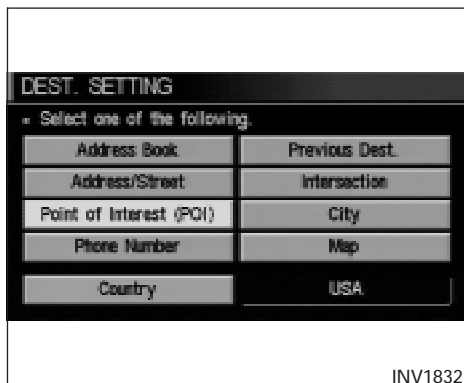 DEST. SETTING
Select one of the following.
Address Book Previous Dest.
Address/Street Intersection
Point of Interest (POI) City
Phone Number Map
Country USA
INV1832